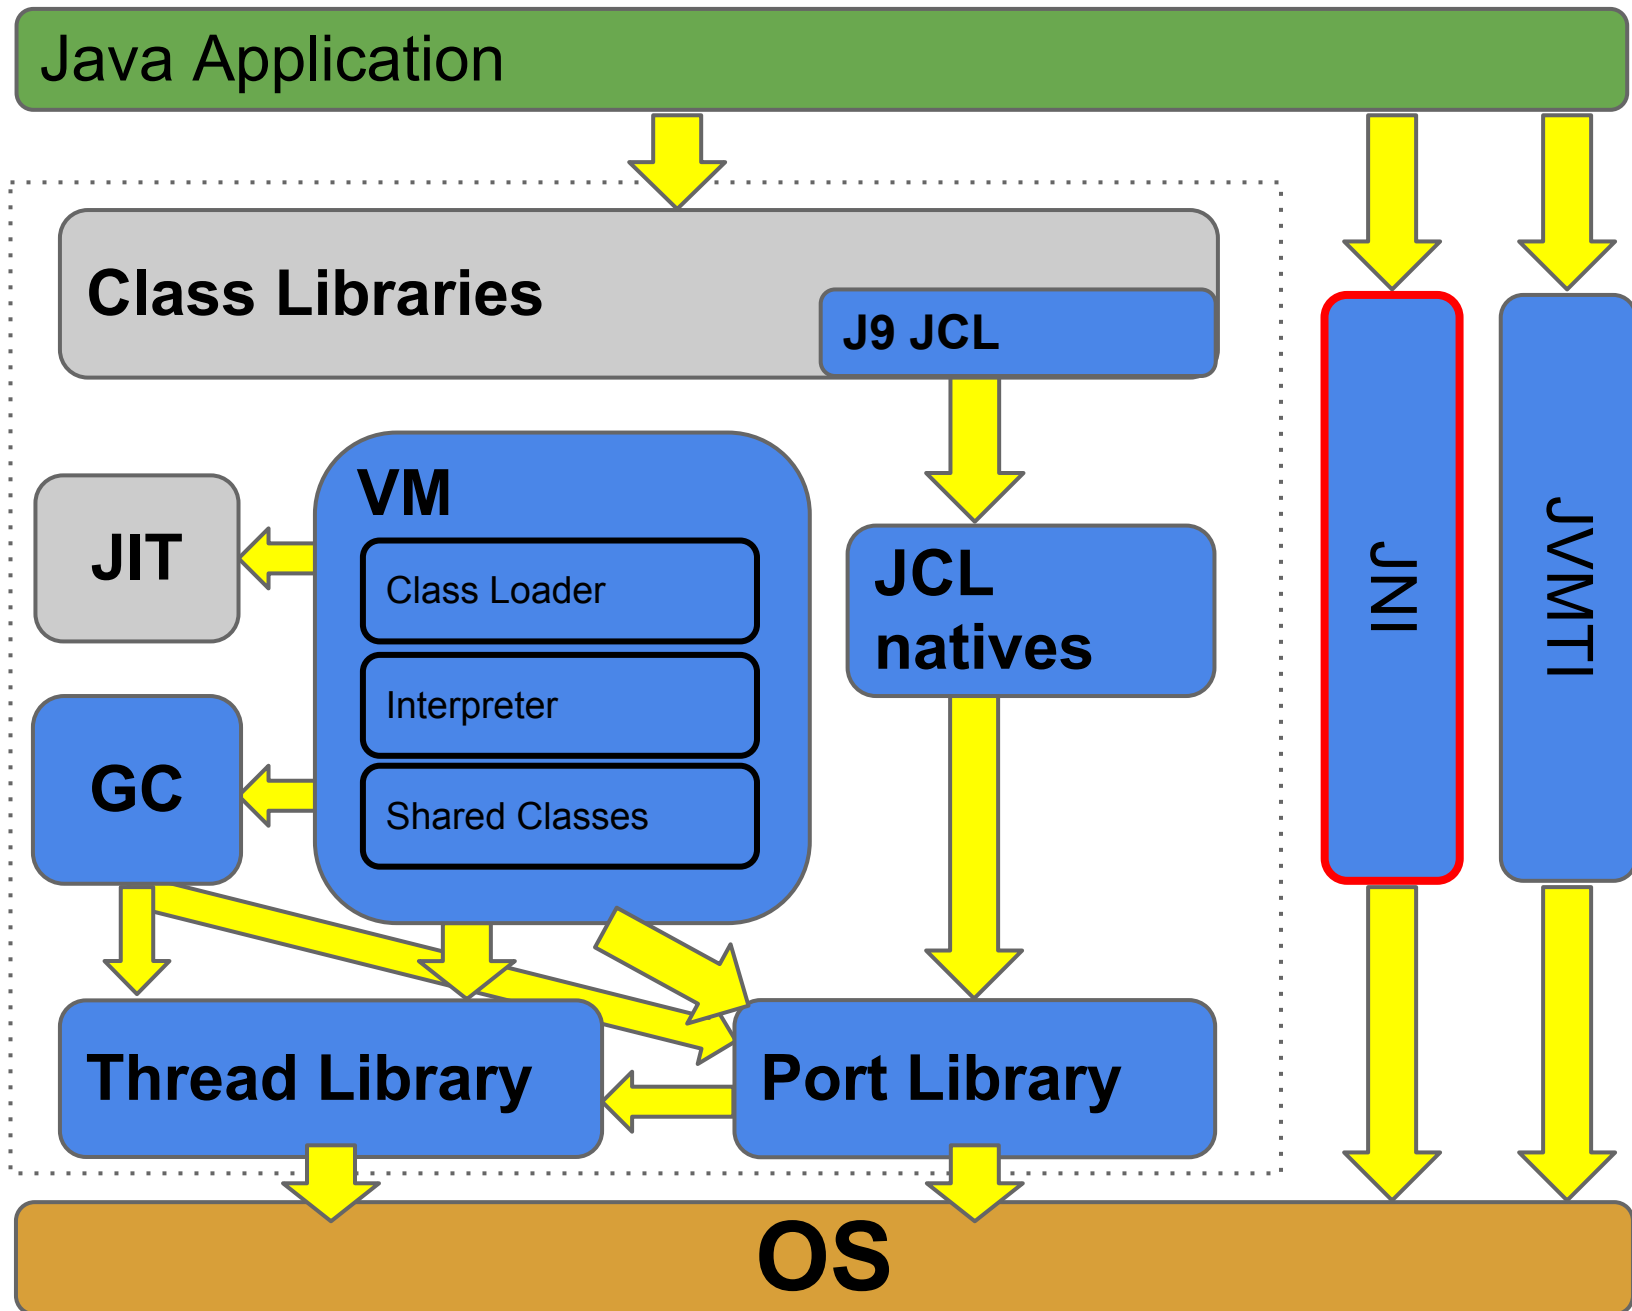 Java Application
Class Libraries
J9 JCL
VM
JIT
Class Loader
JCL
natives
Interpreter
GC
Shared Classes
JNI
JVMTI
Thread Library
Port Library
OS